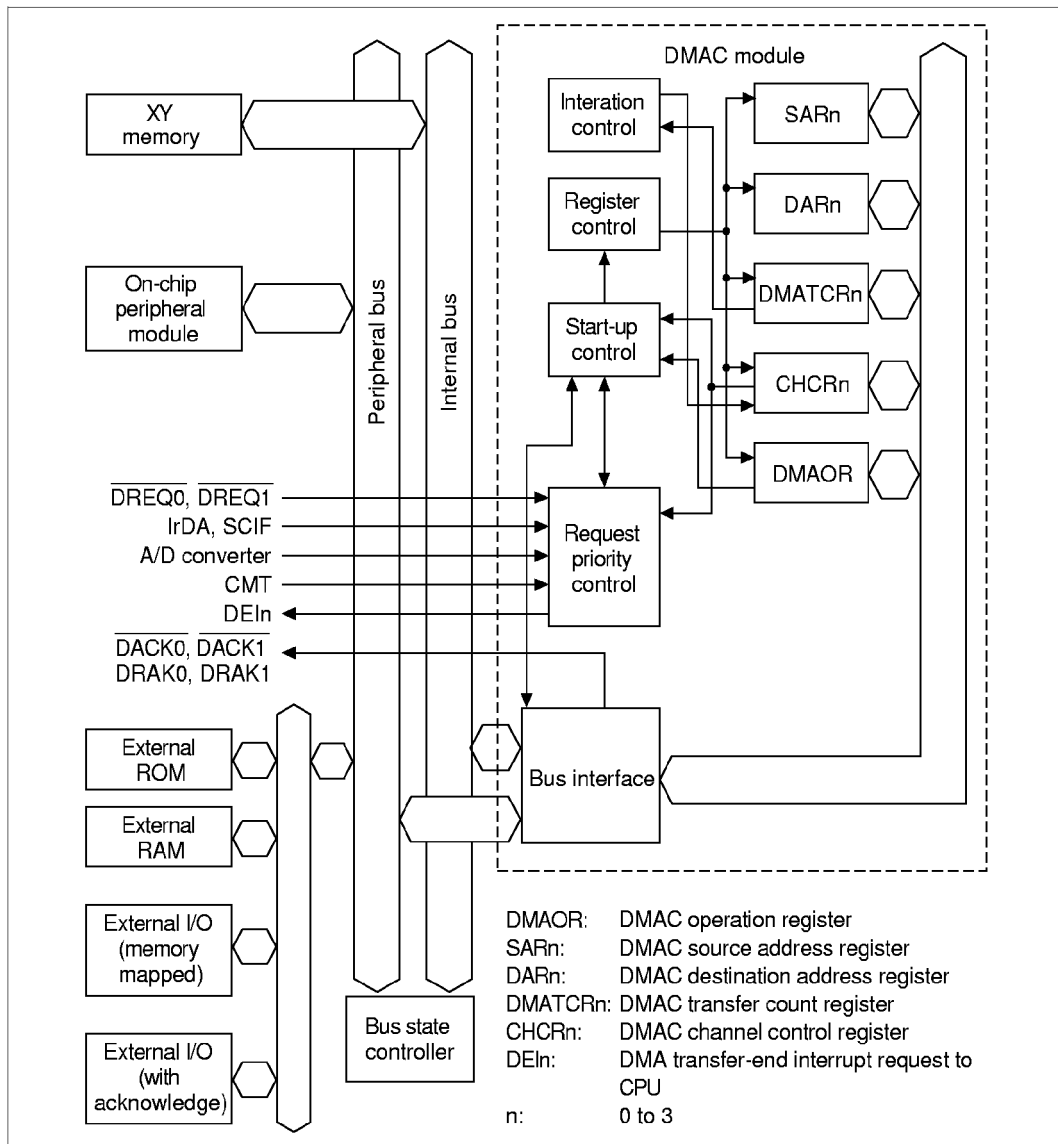 DMAC module
XY
memory
Interation
control
SARn
Register
control
DARn
On-chip
peripheral
module
Peripheral bus
Internal bus
Start-up
control
DMATCRn
CHCRn
DMAOR
DREQ0, DREQ1
IrDA, SCIF
A/D converter
CMT
DEIn
Request
priority
control
DACK0, DACK1
DRAK0, DRAK1
External
ROM
Bus interface
External
RAM
External I/O
(memory
mapped)
External I/O
(with
acknowledge)
Bus state
controller
DMAOR: DMAC operation register
SARn: DMAC source address register
DARn: DMAC destination address register
DMATCRn: DMAC transfer count register
CHCRn: DMAC channel control register
DEIn: DMA transfer-end interrupt request to
CPU
n: 0 to 3